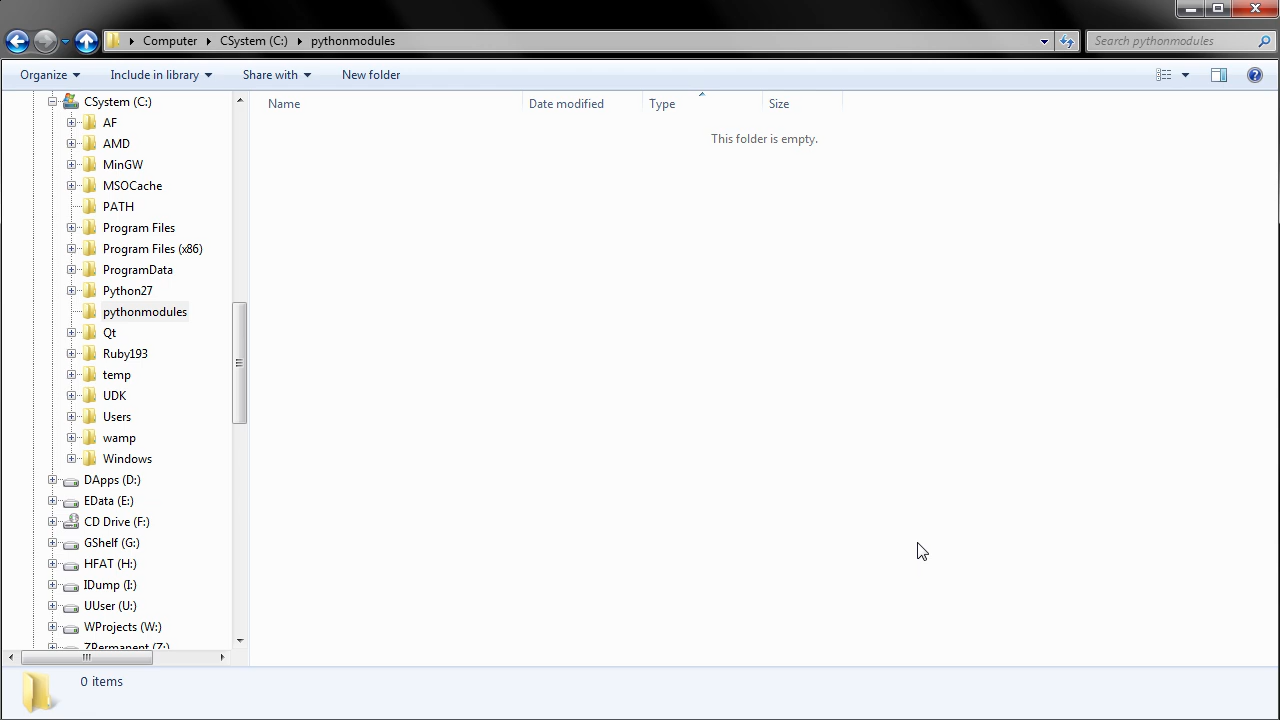 Computer CSystem (C:) pythonmodules
Search pythonmodules
Organize Include in library Share with New folder
Name Date modified Type Size
This folder is empty.
CSystem (C:)
AF
AMD
MinGW
MSOCache
PATH
Program Files
Program Files (x86)
ProgramData
Python27
pythonmodules
Qt
Ruby193
temp
UDK
Users
wamp
Windows
DApps (D:)
EData (E:)
CD Drive (F:)
GShelf (G:)
HFAT (H:)
IDump (I:)
UUser (U:)
WProjects (W:)
ZPermanent (Z:)
0 items